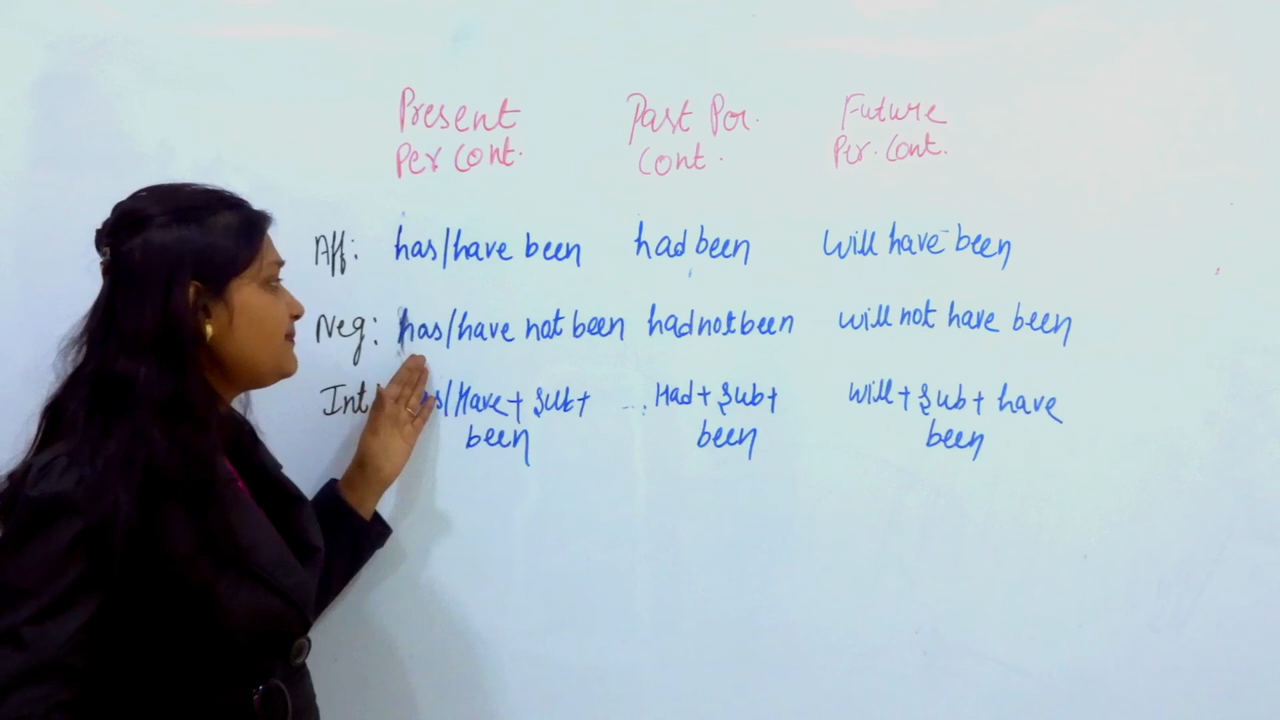 Present Past Per. Future
Per Cont. Cont. Per. Cont.
Aff: has/have been had been will have been
Neg: has/have not been had not been will not have been
Int /Have + Sub + Had + Sub + Will + Sub + have
been been been